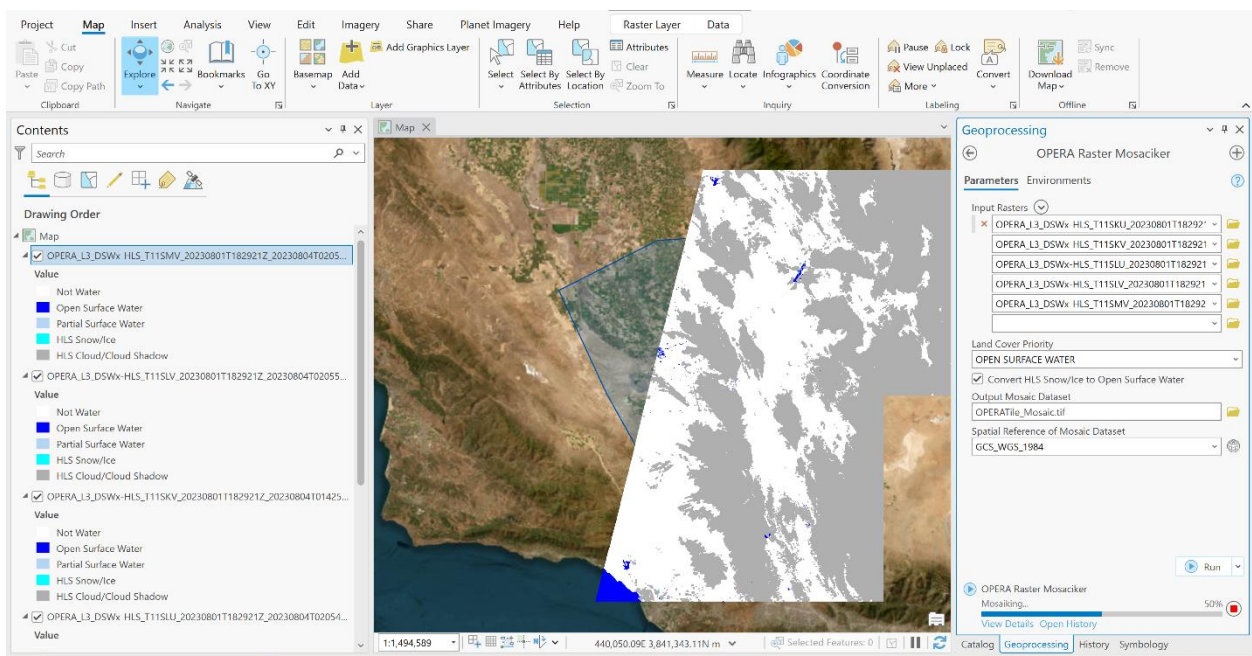 Project Map Insert Analysis View Edit Imagery Share Planet Imagery Help Raster Layer Data
Cut
Copy
Copy Path
Paste
Clipboard
Explore
Bookmarks
Go To XY
Navigate
Basemap
Add Data
Add Graphics Layer
Layer
Select
Select By Attributes
Select By Location
Attributes
Clear
Zoom To
Selection
Measure
Locate
Infographics
Coordinate Conversion
Inquiry
Pause
Lock
View Unplaced
More
Convert
Labeling
Download Map
Sync
Remove
Offline
Contents
Search
Drawing Order
Map
OPERA_L3_DSWx HLS_T11SMV_20230801T182921Z_20230804T0205...
Value
Not Water
Open Surface Water
Partial Surface Water
HLS Snow/Ice
HLS Cloud/Cloud Shadow
OPERA_L3_DSWx-HLS_T11SLV_20230801T182921Z_20230804T02055...
Value
Not Water
Open Surface Water
Partial Surface Water
HLS Snow/Ice
HLS Cloud/Cloud Shadow
OPERA_L3_DSWx-HLS_T11SKV_20230801T182921Z_20230804T01425...
Value
Not Water
Open Surface Water
Partial Surface Water
HLS Snow/Ice
HLS Cloud/Cloud Shadow
OPERA_L3_DSWx-HLS_T11SLU_20230801T182921Z_20230804T02054...
Value
Map
1:1,494,589
440,050.09E 3,841,343.11N m
Selected Features: 0
Geoprocessing
OPERA Raster Mosaicker
Parameters Environments
Input Rasters
OPERA_L3_DSWx HLS_T11SKU_20230801T18292
OPERA_L3_DSWx HLS_T11SKV_20230801T182921
OPERA_L3_DSWx-HLS_T11SLU_20230801T182921
OPERA_L3_DSWx-HLS_T11SLV_20230801T182921
OPERA_L3_DSWx HLS_T11SMV_20230801T18292
Land Cover Priority
OPEN SURFACE WATER
Convert HLS Snow/Ice to Open Surface Water
Output Mosaic Dataset
OPERATile_Mosaic.tif
Spatial Reference of Mosaic Dataset
GCS_WGS_1984
Run
OPERA Raster Mosaciker
Mosaiking...
50%
View Details Open History
Catalog Geoprocessing History Symbology